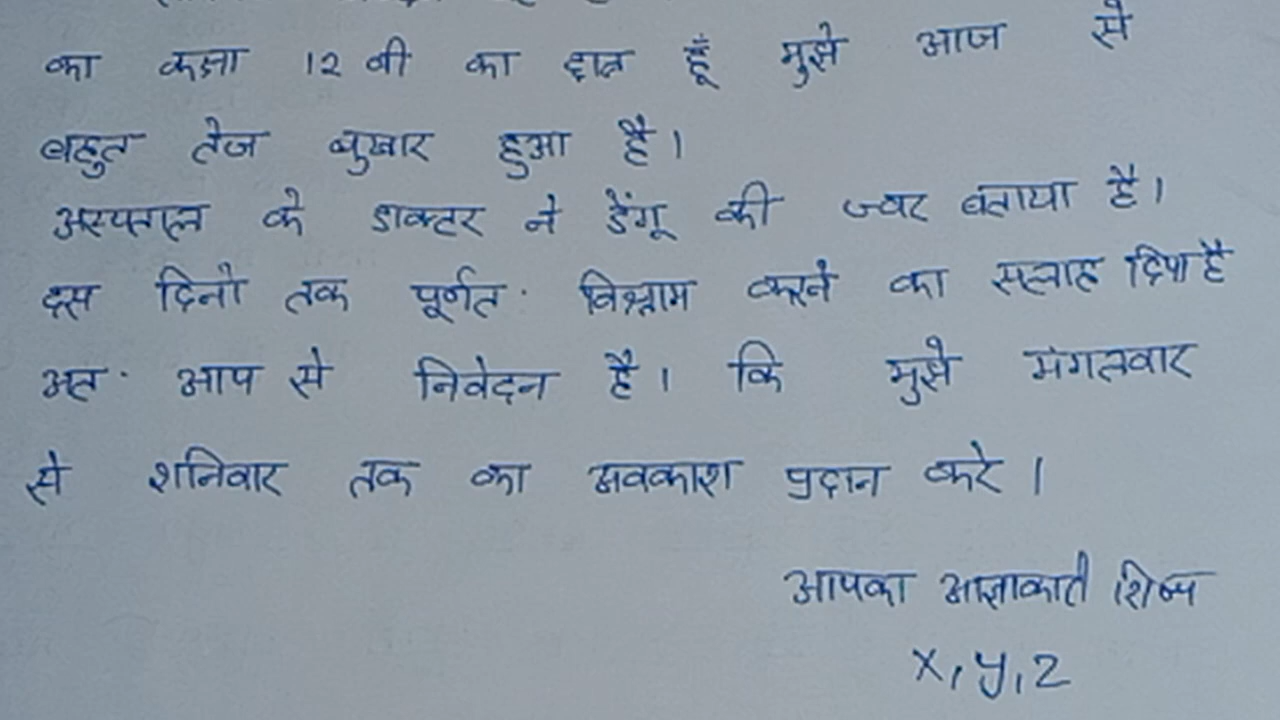 का कक्षा 12 वी का छात्र हूँ मुझे आज से
बहुत तेज बुखार हुआ है।
अस्पताल के डाक्टर ने डेंगू की ज्वर बताया है।
दस दिनो तक पूर्णत: विश्राम करने का सलाह दिया है
अत: आप से निवेदन है। कि मुझे मंगलवार
से शनिवार तक का अवकाश प्रदान करे।
आपका आज्ञाकारी शिष्य
x, y, z